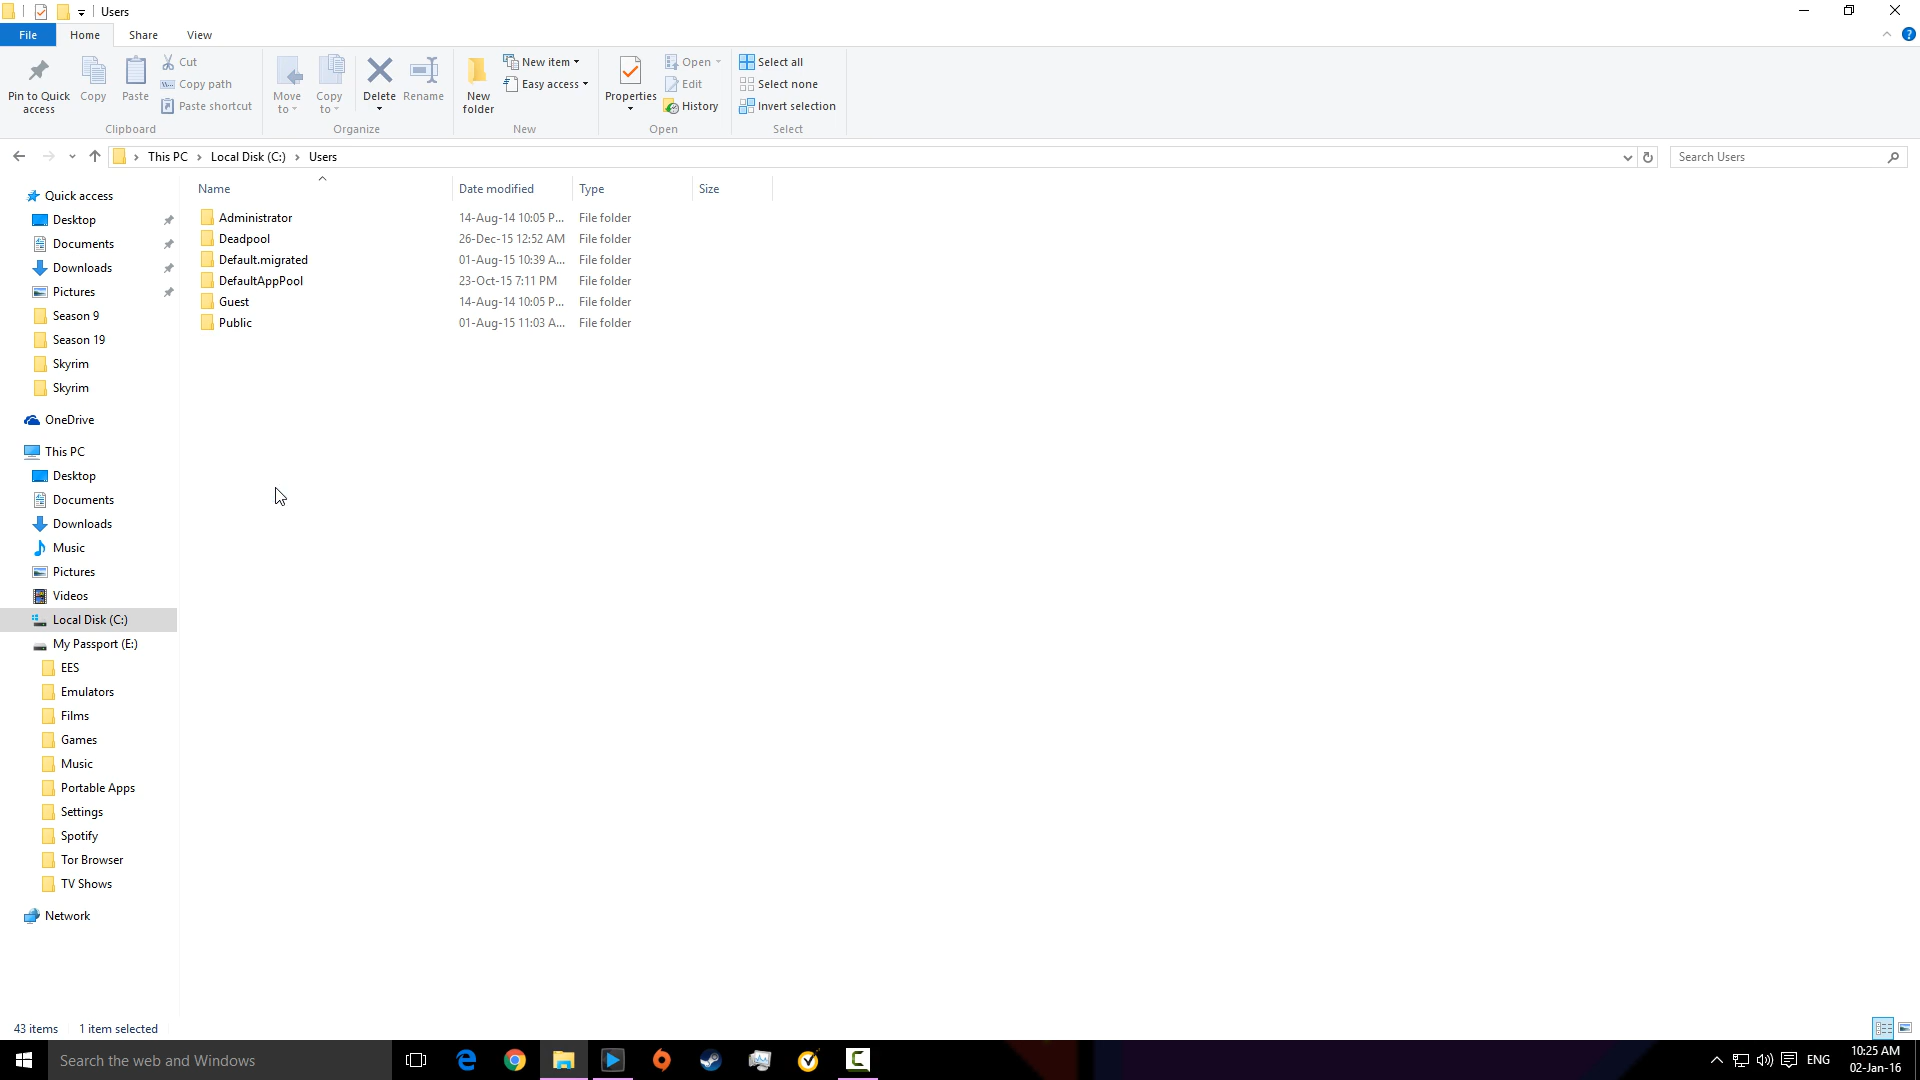 Users
File
Home
Share
View
Pin to Quick access
Copy
Paste
Cut
Copy path
Paste shortcut
Clipboard
Move to
Copy to
Delete
Rename
Organize
New folder
New item
Easy access
New
Properties
Open
Edit
History
Open
Select all
Select none
Invert selection
Select
This PC > Local Disk (C:) > Users
Search Users
Name
Date modified
Type
Size
Administrator 14-Aug-14 10:05 P... File folder
Deadpool 26-Dec-15 12:52 AM File folder
Default.migrated 01-Aug-15 10:39 A... File folder
DefaultAppPool 23-Oct-15 7:11 PM File folder
Guest 14-Aug-14 10:05 P... File folder
Public 01-Aug-15 11:03 A... File folder
Quick access
Desktop
Documents
Downloads
Pictures
Season 9
Season 19
Skyrim
Skyrim
OneDrive
This PC
Desktop
Documents
Downloads
Music
Pictures
Videos
Local Disk (C:)
My Passport (E:)
EES
Emulators
Films
Games
Music
Portable Apps
Settings
Spotify
Tor Browser
TV Shows
Network
43 items 1 item selected
Search the web and Windows
ENG
10:25 AM
02-Jan-16